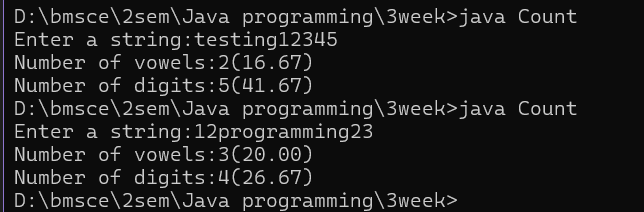 D:\bmsce\2sem\Java programming\3week>java Count
Enter a string:testing12345
Number of vowels:2(16.67)
Number of digits:5(41.67)
D:\bmsce\2sem\Java programming\3week>java Count
Enter a string:12programming23
Number of vowels:3(20.00)
Number of digits:4(26.67)
D:\bmsce\2sem\Java programming\3week>